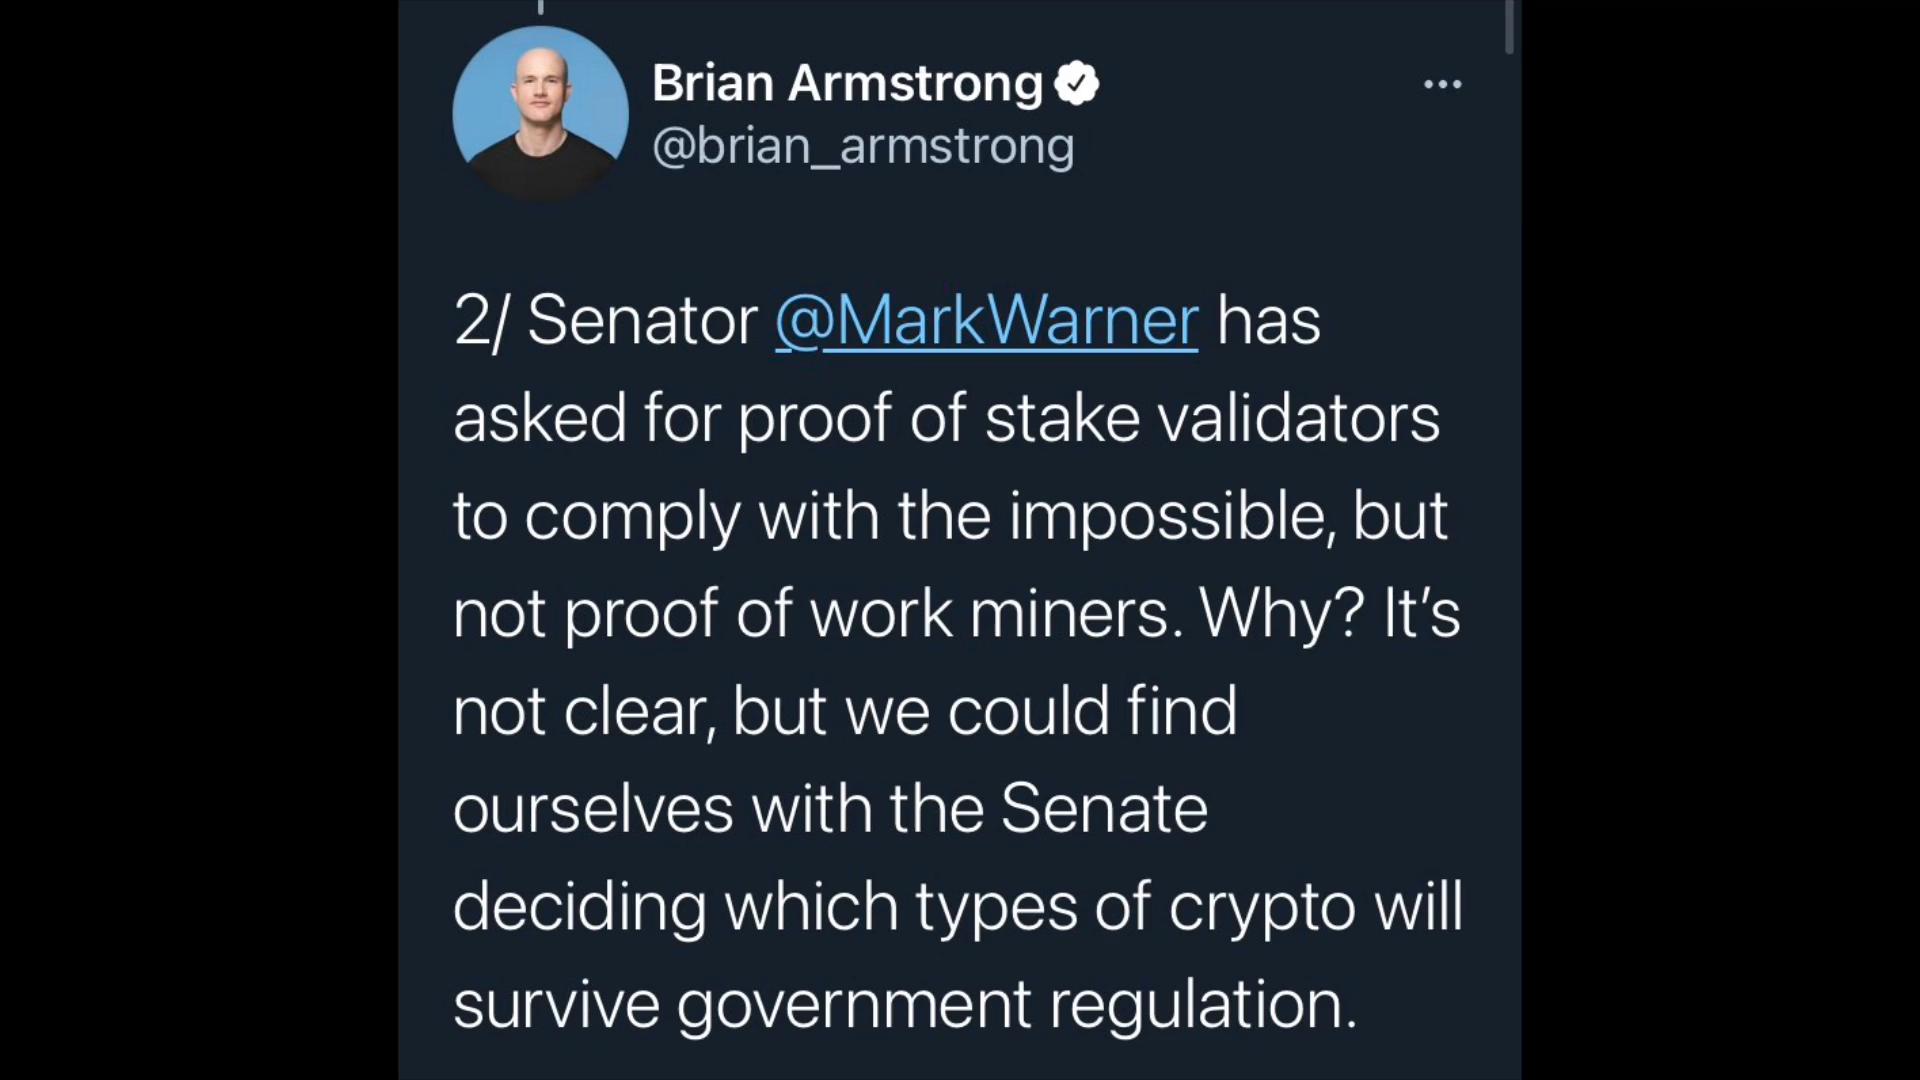 Brian Armstrong
@brian_armstrong
2/ Senator @MarkWarner has
asked for proof of stake validators
to comply with the impossible, but
not proof of work miners. Why? It’s
not clear, but we could find
ourselves with the Senate
deciding which types of crypto will
survive government regulation.